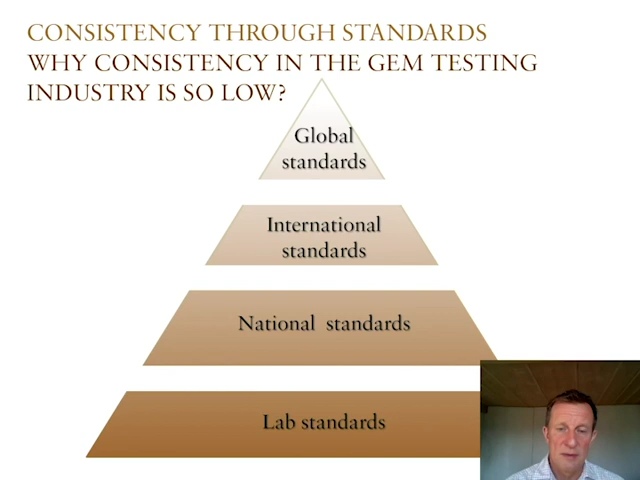 CONSISTENCY THROUGH STANDARDS
WHY CONSISTENCY IN THE GEM TESTING
INDUSTRY IS SO LOW?
Global
standards
International
standards
National standards
Lab standards